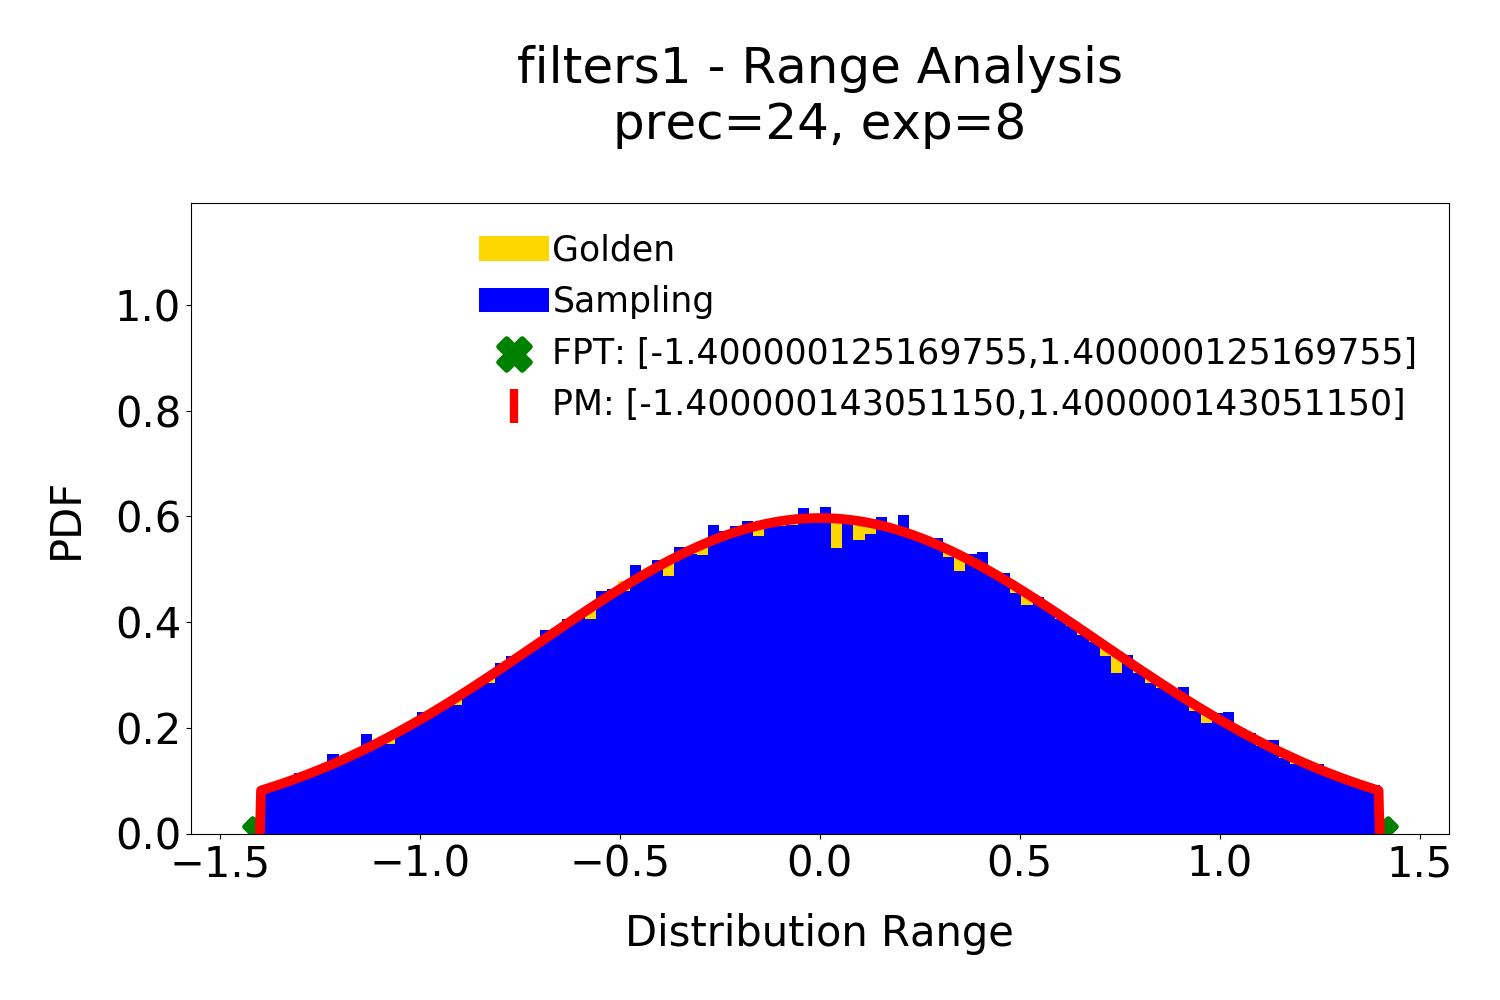 filters1 - Range Analysis
prec=24, exp=8
Golden
Sampling
FPT: [-1.400000125169755,1.400000125169755]
PM: [-1.400000143051150,1.400000143051150]
PDF
1.0
0.8
0.6
0.4
0.2
0.0
−1.5 −1.0 −0.5 0.0 0.5 1.0 1.5
Distribution Range